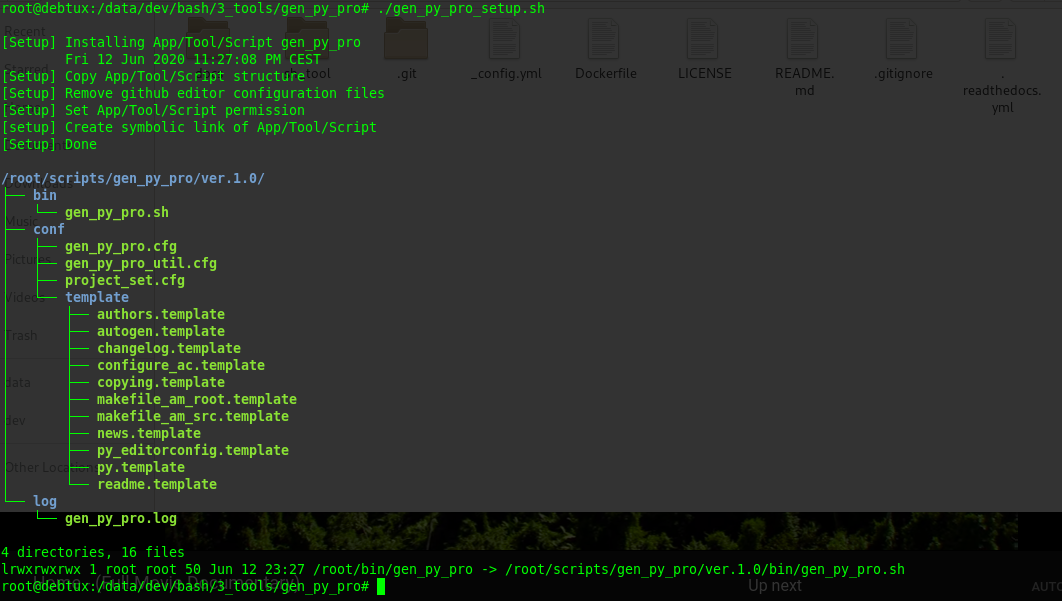 root@debtux:/data/dev/bash/3_tools/gen_py_pro# ./gen_py_pro_setup.sh
Recent
[Setup] Installing App/Tool/Script gen_py_pro
        Fri 12 Jun 2020 11:27:08 PM CEST
Starred
[Setup] Copy App/Tool/Script structure
tool
.git
_config.yml
Dockerfile
LICENSE
README.
md
.gitignore
.
readthedocs.
yml
[Setup] Remove github editor configuration files
[Setup] Set App/Tool/Script permission
[setup] Create symbolic link of App/Tool/Script
[Setup] Done
/root/scripts/gen_py_pro/ver.1.0/
├── bin
│   └── gen_py_pro.sh
Music
├── conf
│   ├── gen_py_pro.cfg
Pictures
│   ├── gen_py_pro_util.cfg
│   ├── project_set.cfg
Videos
│   └── template
│       ├── authors.template
│       ├── autogen.template
Trash
│       ├── changelog.template
│       ├── configure_ac.template
data
│       ├── copying.template
│       ├── makefile_am_root.template
│       ├── makefile_am_src.template
dev
│       ├── news.template
│       ├── py_editorconfig.template
Other Locations
│       ├── py.template
│       └── readme.template
└── log
    └── gen_py_pro.log
4 directories, 16 files
lrwxrwxrwx 1 root root 50 Jun 12 23:27 /root/bin/gen_py_pro -> /root/scripts/gen_py_pro/ver.1.0/bin/gen_py_pro.sh
Home - (Full Movie Documentary)
Up next
AUTO
root@debtux:/data/dev/bash/3_tools/gen_py_pro#